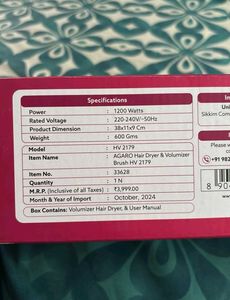 Specifications
Power : 1200 Watts
Rated Voltage : 220-240V/~50Hz
Product Dimension : 38x11x9 Cm
Weight : 600 Gms
Model : HV 2179
Item Name : AGARO Hair Dryer & Volumizer
Brush HV 2179
Item No. : 33628
Quantity : 1 N
M.R.P. (Inclusive of all Taxes) : ₹3,999.00
Month & Year of Import : October, 2024
Box Contains: Volumizer Hair Dryer, & User Manual
Sikkim Com
Please